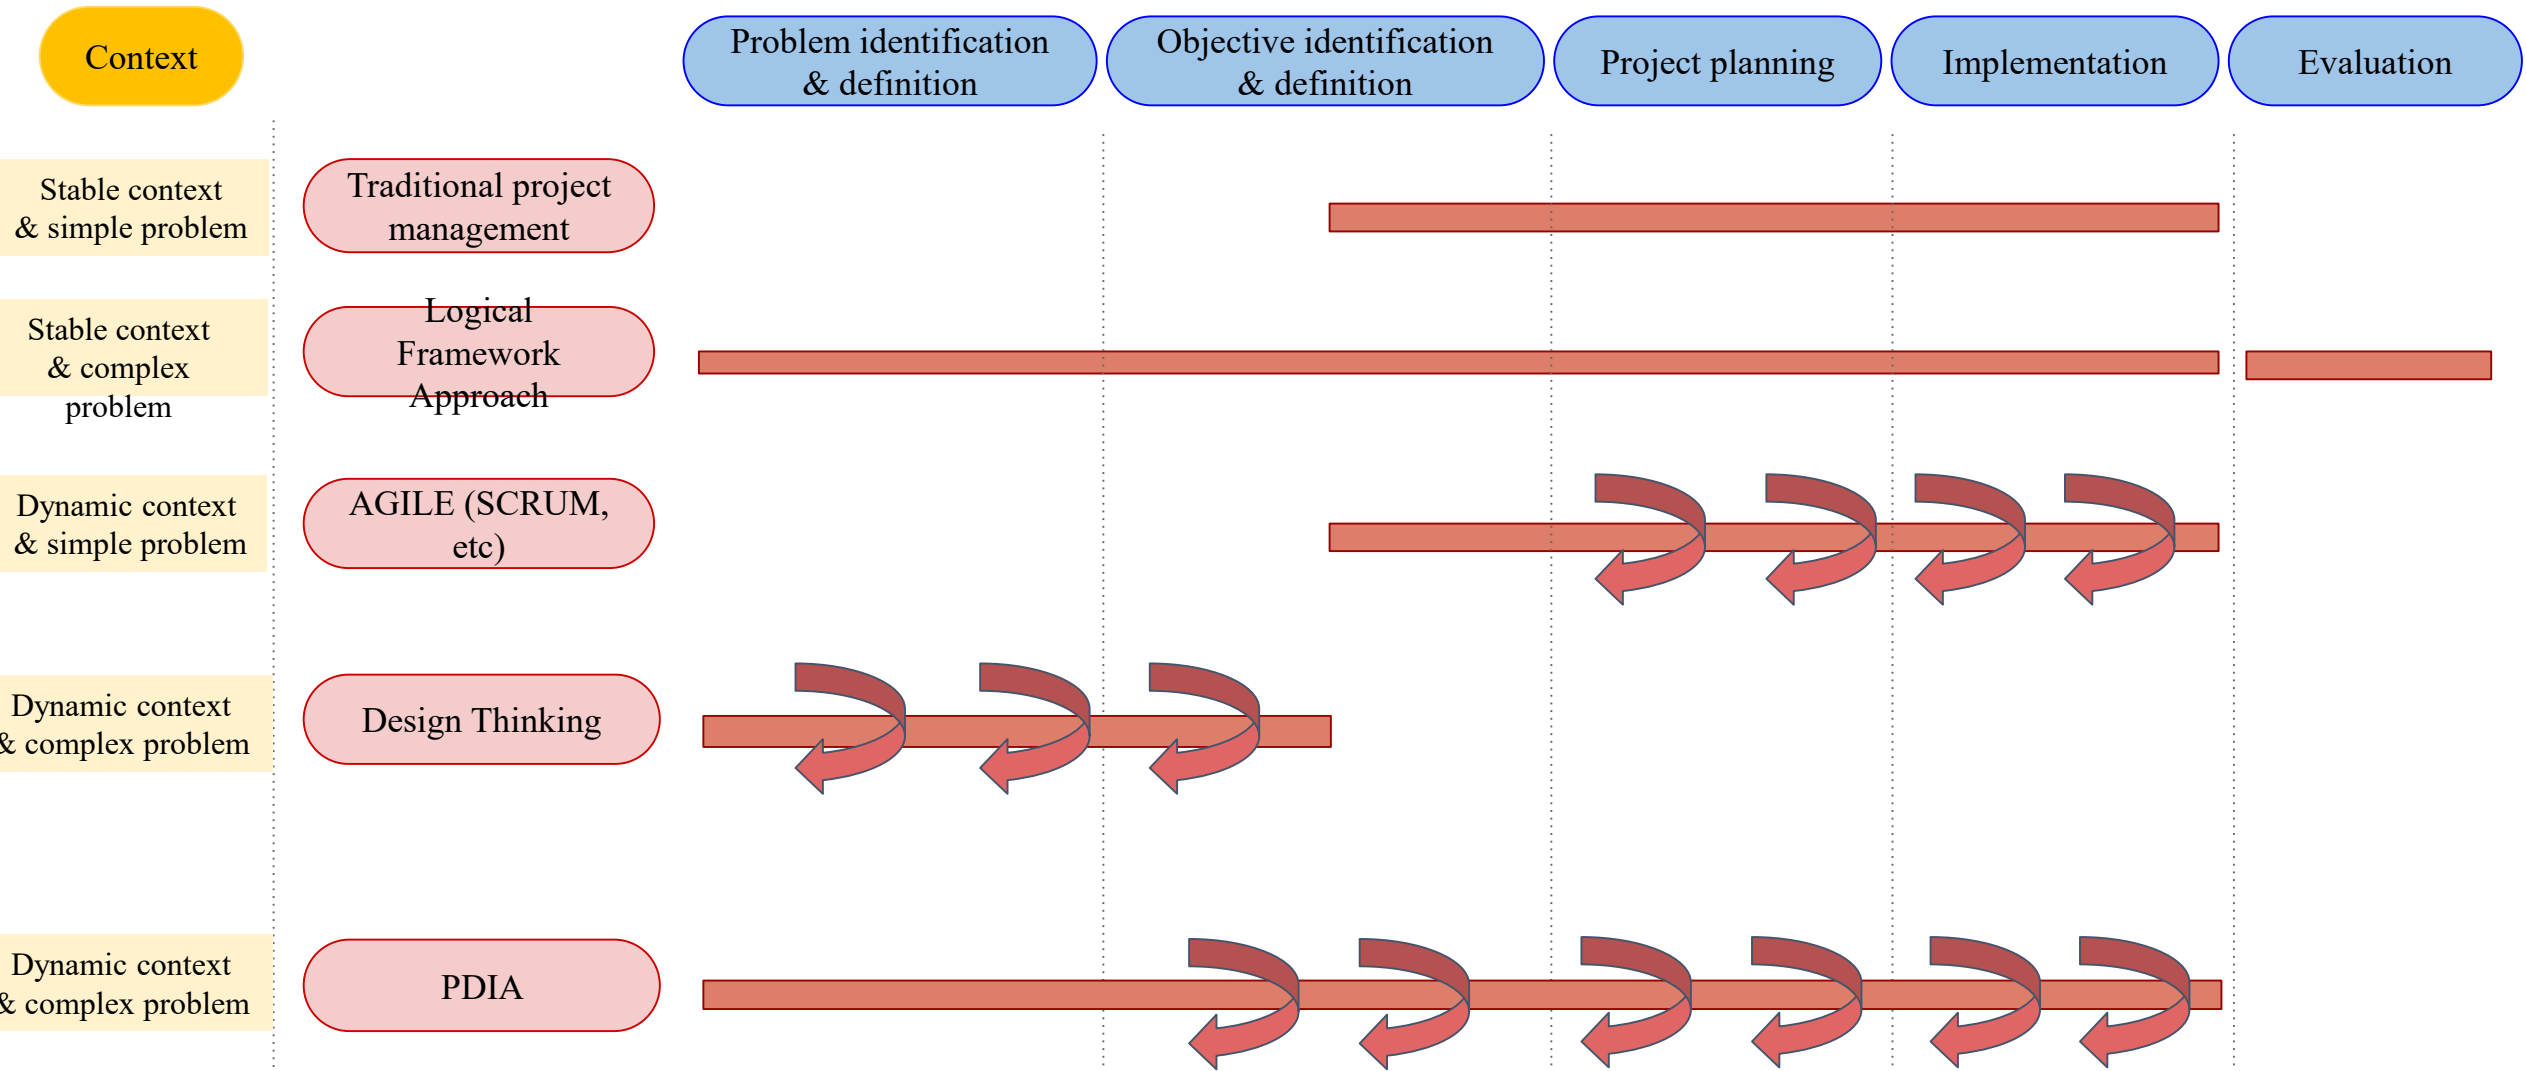 Context
Problem identification
& definition
Objective identification
& definition
Project planning
Implementation
Evaluation
Stable context
& simple problem
Traditional project
management
Stable context
& complex
problem
Logical
Framework
Approach
Dynamic context
& simple problem
AGILE (SCRUM,
etc)
Dynamic context
& complex problem
Design Thinking
Dynamic context
& complex problem
PDIA